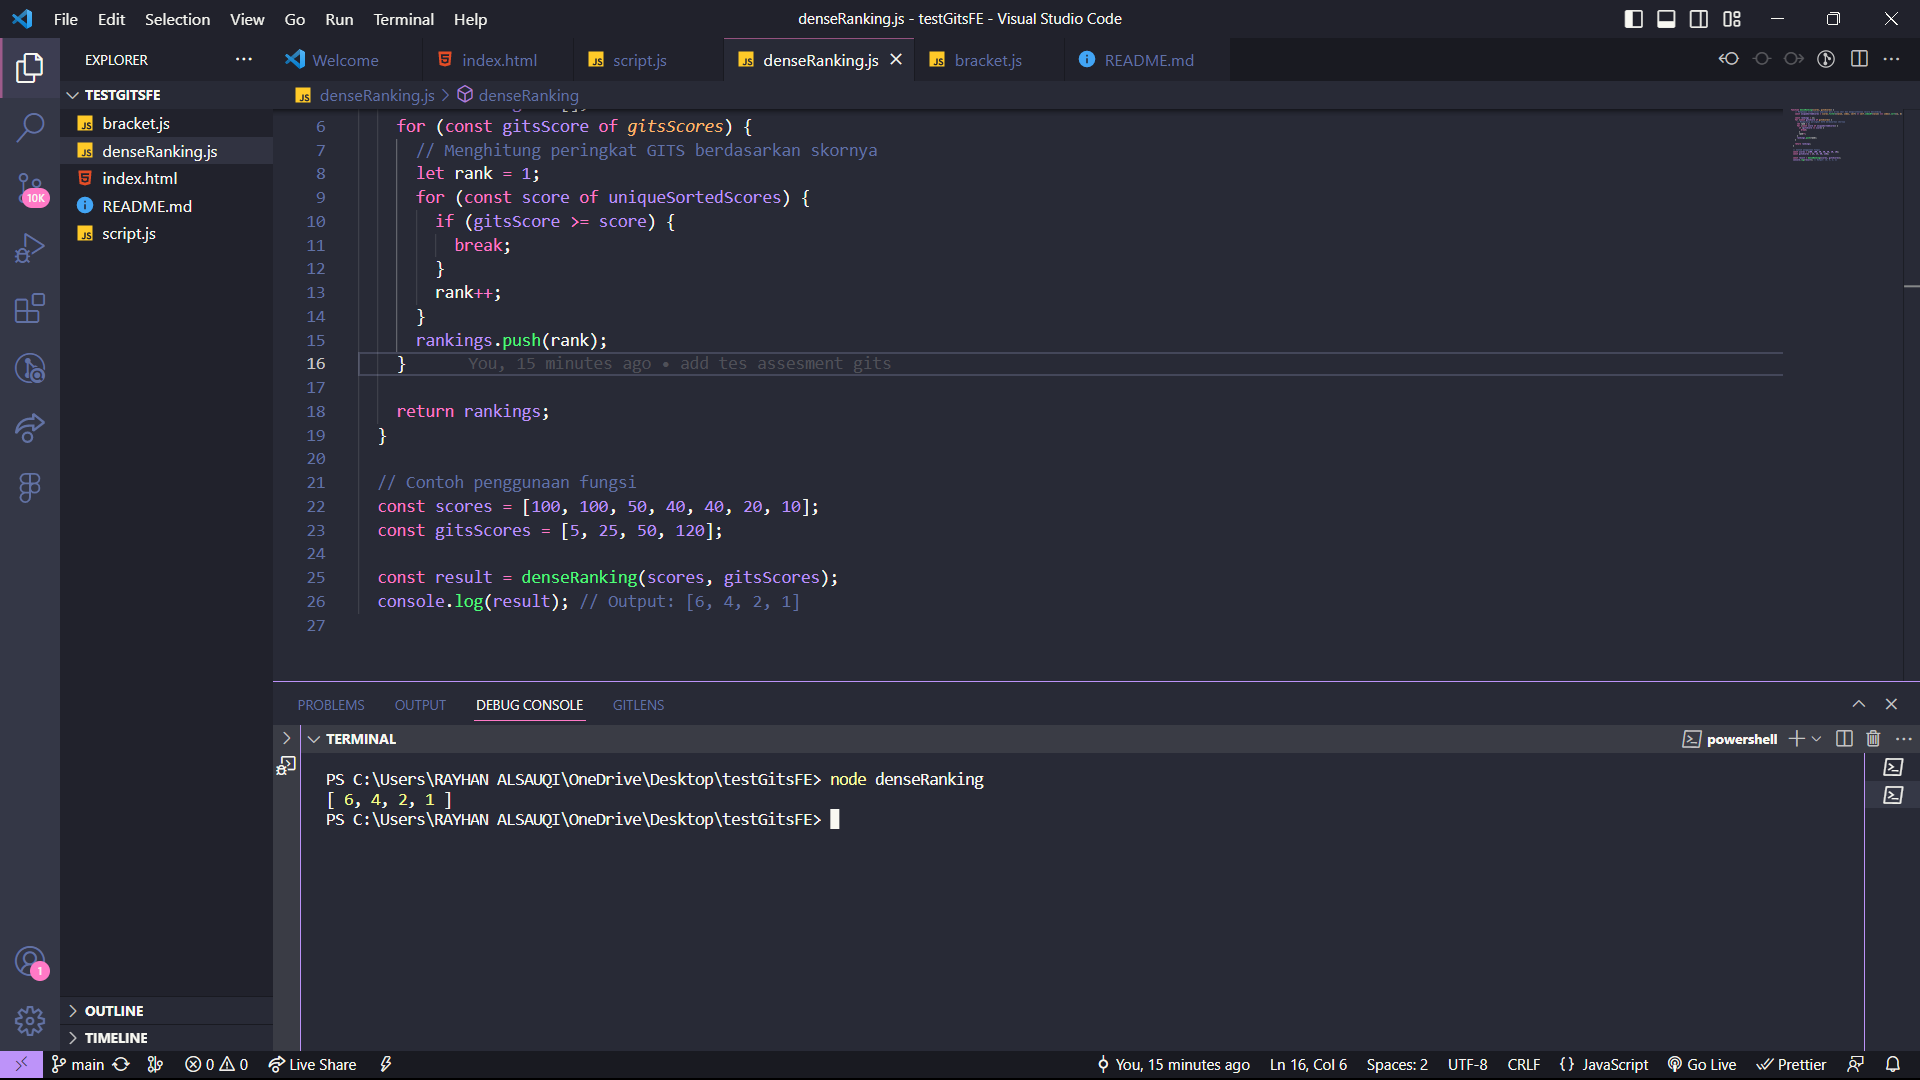 File Edit Selection View Go Run Terminal Help
denseRanking.js - testGitsFE - Visual Studio Code
EXPLORER
Welcome
index.html
script.js
denseRanking.js
bracket.js
README.md
TESTGITSFE
bracket.js
denseRanking.js
index.html
README.md
script.js
10K
1
OUTLINE
TIMELINE
denseRanking.js > denseRanking
6 for (const gitsScore of gitsScores) {
7 // Menghitung peringkat GITS berdasarkan skornya
8 let rank = 1;
9 for (const score of uniqueSortedScores) {
10 if (gitsScore >= score) {
11 break;
12 }
13 rank++;
14 }
15 rankings.push(rank);
16 } You, 15 minutes ago • add tes assesment gits
17
18 return rankings;
19 }
20
21 // Contoh penggunaan fungsi
22 const scores = [100, 100, 50, 40, 40, 20, 10];
23 const gitsScores = [5, 25, 50, 120];
24
25 const result = denseRanking(scores, gitsScores);
26 console.log(result); // Output: [6, 4, 2, 1]
27
PROBLEMS OUTPUT DEBUG CONSOLE GITLENS
TERMINAL
powershell
PS C:\Users\RAYHAN ALSAUQI\OneDrive\Desktop\testGitsFE> node denseRanking
[ 6, 4, 2, 1 ]
PS C:\Users\RAYHAN ALSAUQI\OneDrive\Desktop\testGitsFE>
main 0 0 Live Share You, 15 minutes ago Ln 16, Col 6 Spaces: 2 UTF-8 CRLF {} JavaScript Go Live Prettier